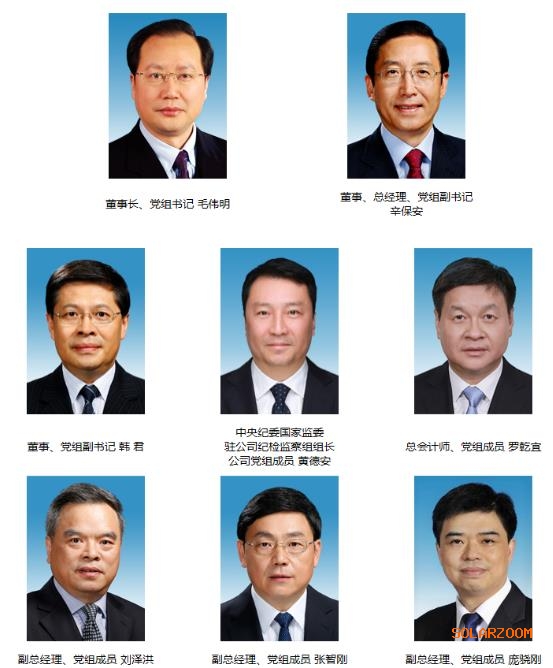 董事长、党组书记 毛伟明
董事、总经理、党组副书记
辛保安
董事、党组副书记 韩 君
中央纪委国家监委
驻公司纪检监察组组长
公司党组成员 黄德安
总会计师、党组成员 罗乾宜
副总经理、党组成员 刘泽洪
副总经理、党组成员 张智刚
SOLARZOOM
副总经理、党组成员 庞骁刚